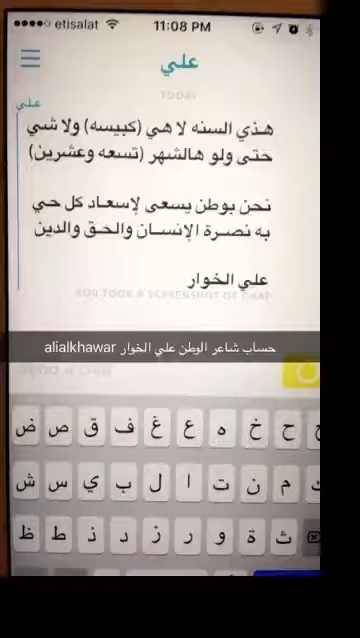 etisalat 11:08 PM
علي
TODAY
علي
هذي السنه لا هي (كبيسه) ولا شي
حتى ولو هالشهر (تسعه وعشرين)
نحن بوطن يسعى لإسعاد كل حي
به نصرة الإنسان والحق والدين
علي الخوار
YOU TOOK A SCREENSHOT OF CHAT!
حساب شاعر الوطن علي الخوار alialkhawar
SEND A CHAT
ض ص ق ف غ ع ه خ ح ج
ش س ي ب ل ا ت ن م ك
ظ ط ذ د ز ر و ة ث